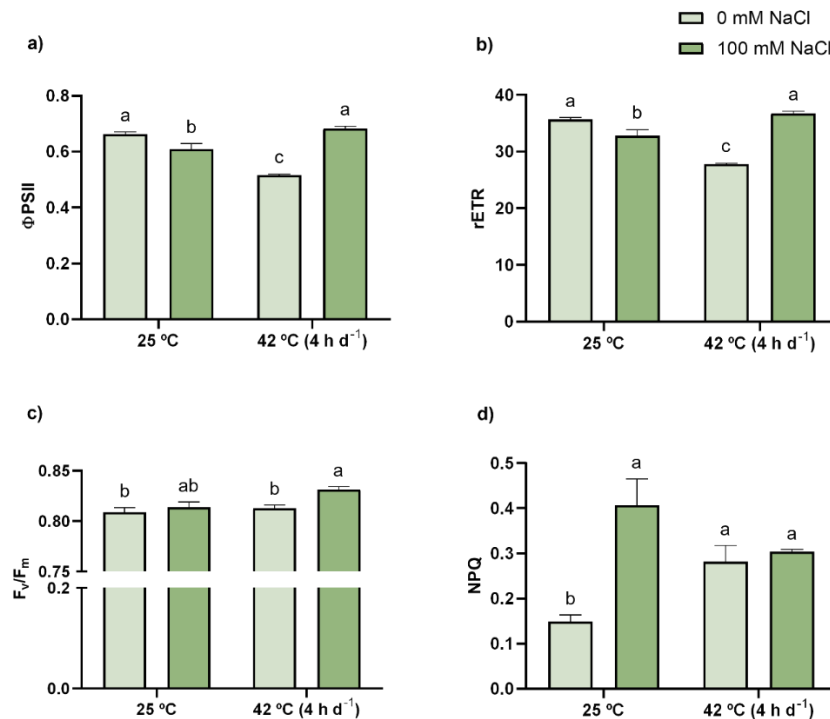 0 mM NaCl
100 mM NaCl
a)
0.8
0.6
0.4
0.2
0.0
ΦPSII
a
b
c
a
25 ºC
42 ºC (4 h d⁻¹)
b)
40
30
20
10
0
rETR
a
b
c
a
25 ºC
42 ºC (4 h d⁻¹)
c)
0.85
0.80
0.75
0.2
0.0
Fᵥ/Fₘ
b
ab
b
a
25 ºC
42 ºC (4 h d⁻¹)
d)
0.5
0.4
0.3
0.2
0.1
0.0
NPQ
b
a
a
a
25 ºC
42 ºC (4 h d⁻¹)